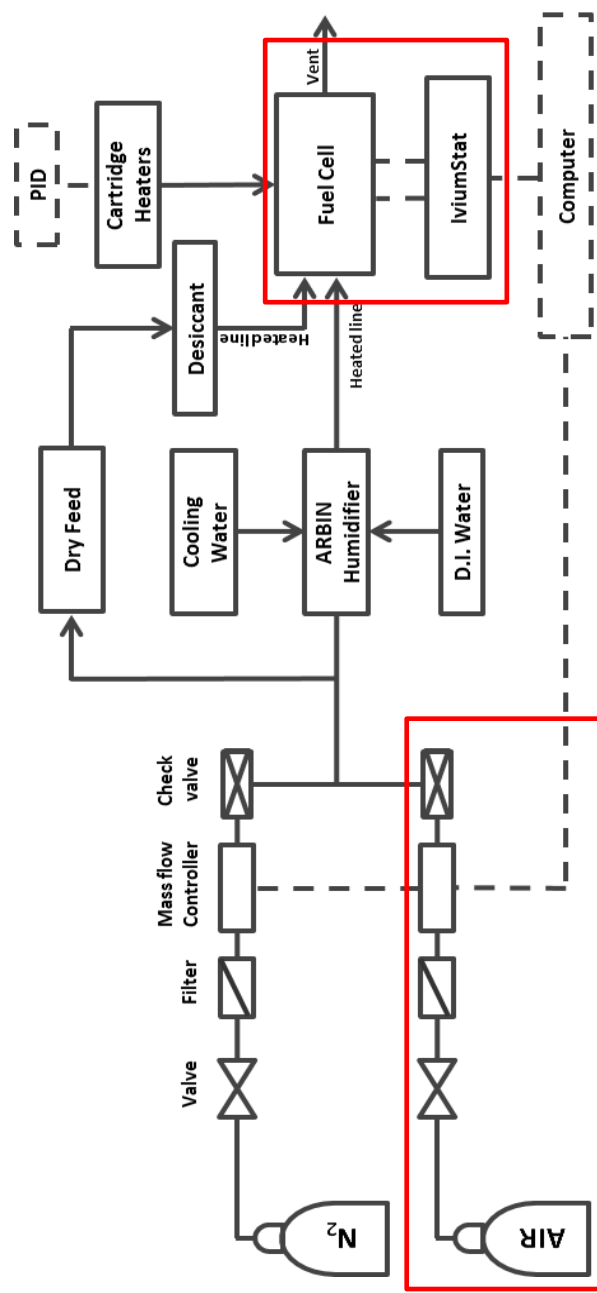 PID
Cartridge
Heaters
Vent
Fuel Cell
IviumStat
Computer
Desiccant
Heated line
Heated line
Dry Feed
Cooling
Water
ARBIN
Humidifier
D.I. Water
Check
valve
Mass flow
Controller
Filter
Valve
N₂
AIR